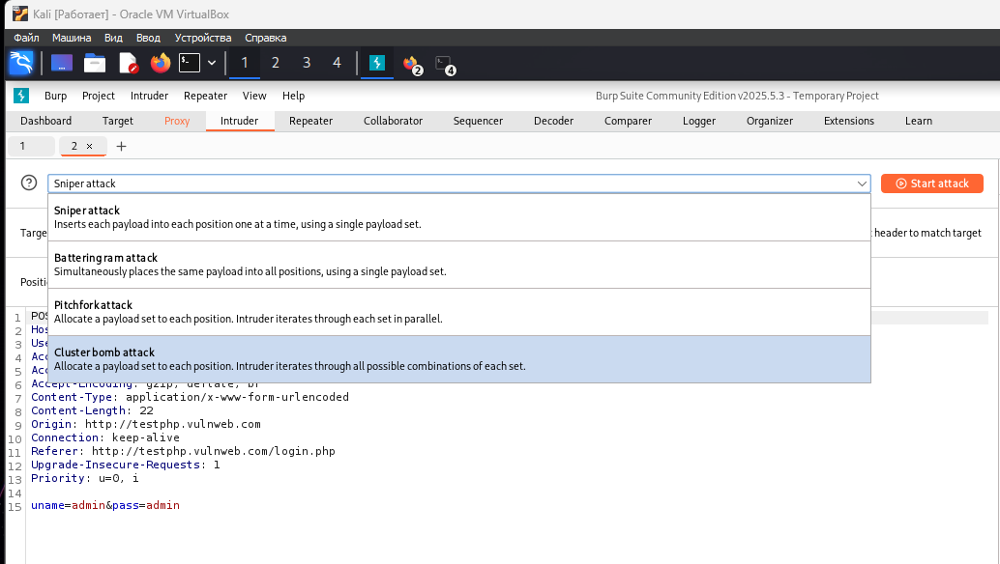 Kali [Работает] - Oracle VM VirtualBox
Файл Машина Вид Ввод Устройства Справка
1 2 3 4 2 4
Burp Project Intruder Repeater View Help Burp Suite Community Edition v2025.5.3 - Temporary Project
Dashboard Target Proxy Intruder Repeater Collaborator Sequencer Decoder Comparer Logger Organizer Extensions Learn
1 2 × +
? Sniper attack Start attack
Sniper attack
Inserts each payload into each position one at a time, using a single payload set.
Targe header to match target
Battering ram attack
Simultaneously places the same payload into all positions, using a single payload set.
Positi
Pitchfork attack
Allocate a payload set to each position. Intruder iterates through each set in parallel.
Cluster bomb attack
Allocate a payload set to each position. Intruder iterates through all possible combinations of each set.
1 POS
2 Hos
3 Use
4 Acc
5 Acc
6 Accept-Encoding: gzip, deflate, br
7 Content-Type: application/x-www-form-urlencoded
8 Content-Length: 22
9 Origin: http://testphp.vulnweb.com
10 Connection: keep-alive
11 Referer: http://testphp.vulnweb.com/login.php
12 Upgrade-Insecure-Requests: 1
13 Priority: u=0, i
14
15 uname=admin&pass=admin